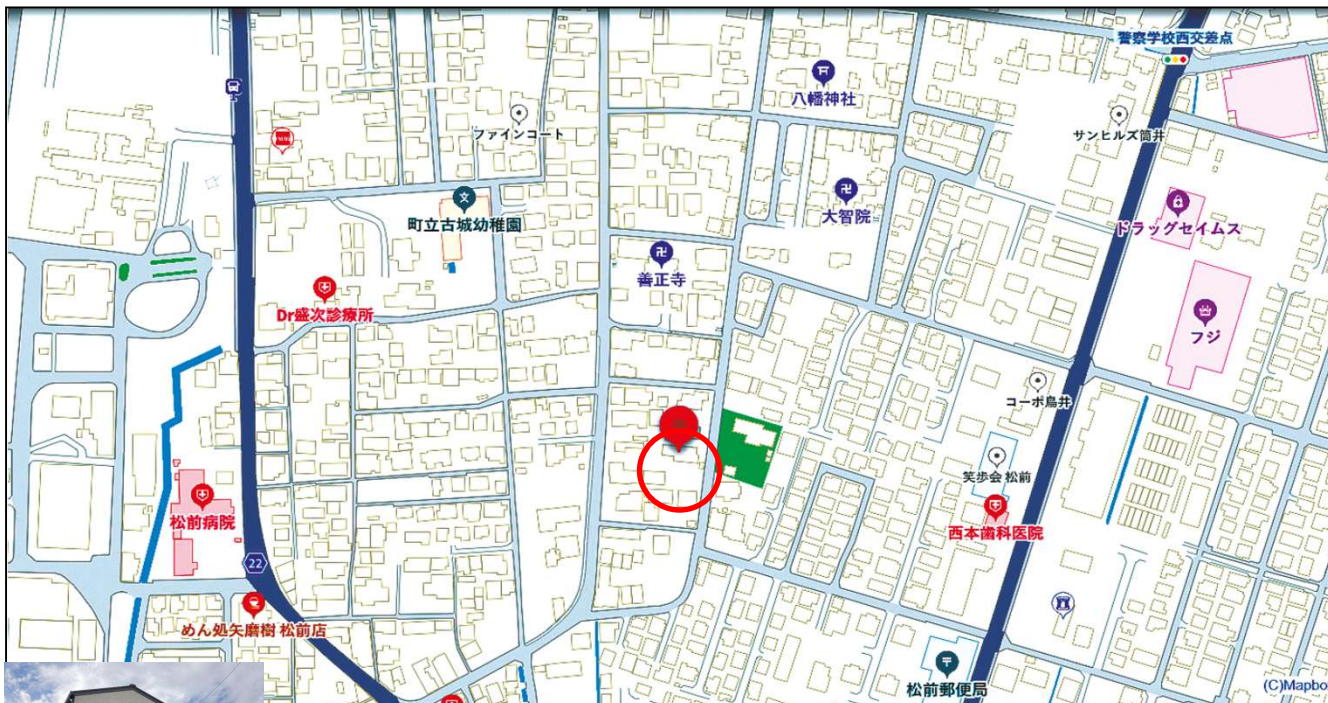 警察学校西交差点
八幡神社
ファインコート
サンヒルズ筒井
町立古城幼稚園
大智院
ドラッグセイムス
善正寺
Dr盛次診療所
フジ
コーポ鳥井
笑歩会 松前
松前病院
西本歯科医院
22
めん処矢磨樹 松前店
松前郵便局
(C)Mapbo